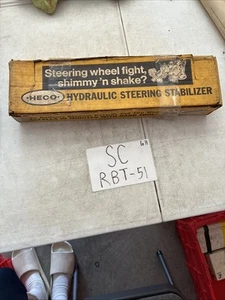 Steering wheel fight,
shimmy 'n shake?
HECO HYDRAULIC STEERING STABILIZER
SC
RBT-51